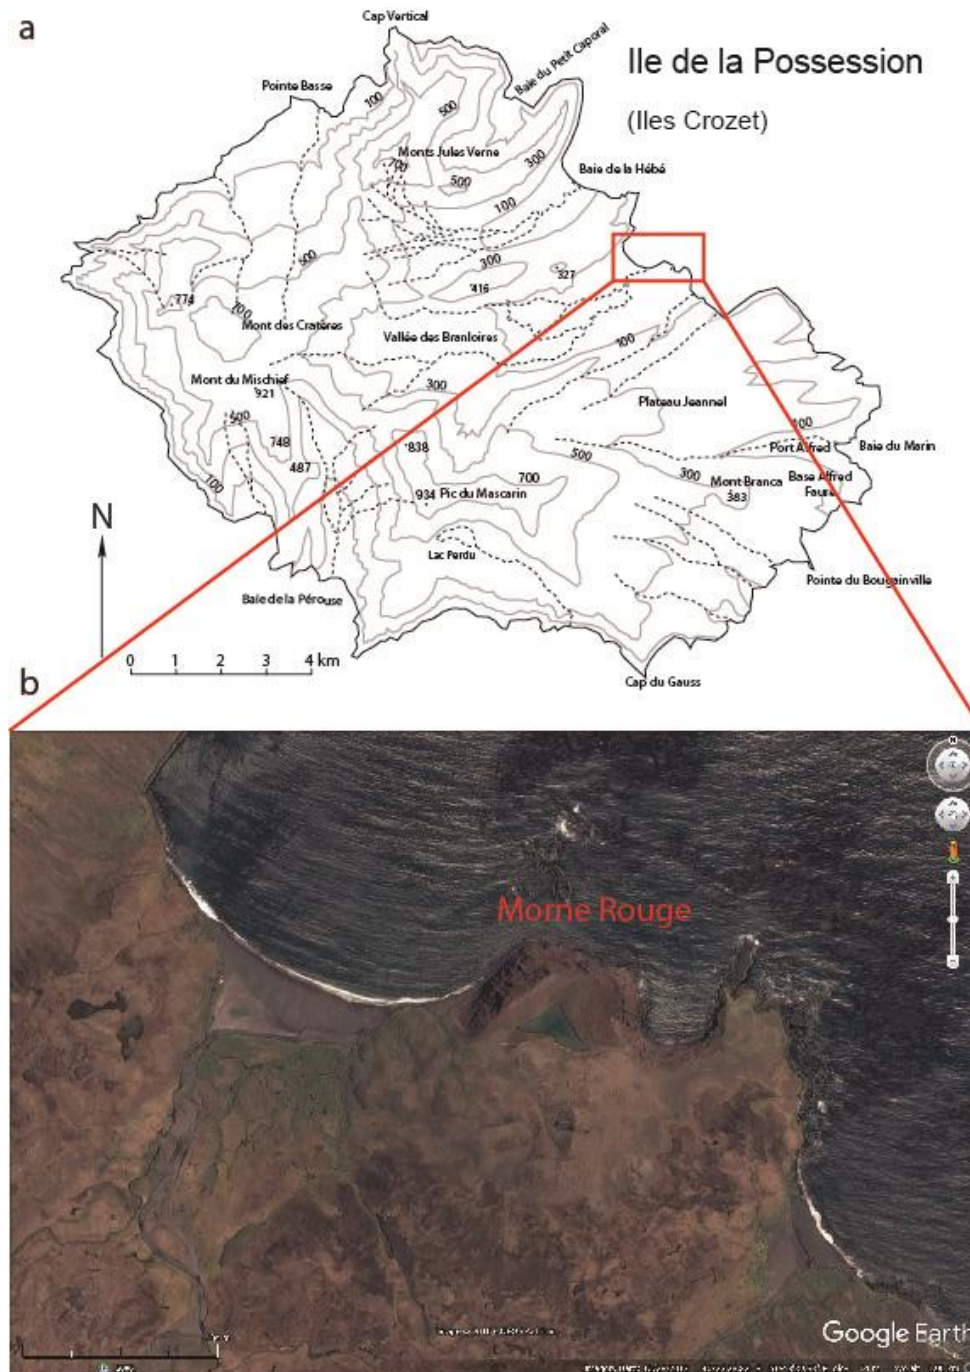 a
Cap Vertical
Ile de la Possession
(Iles Crozet)
Baie du Petit Caporal
Pointe Basse
100
500
Monts Jules Verne
300
Baie de la Hébé
500
100
500
300
327
416
774
Mont des Cratères
Vallée des Branloires
100
300
Mont du Mischief
921
Plateau Jeannel
500
748
838
100
Port Alfred
Baie du Marin
487
500
300
Mont Branca
Base Alfred
Faure
100
700
383
934 Pic du Mascarin
N
Lac Perdu
Pointe du Bougainville
Baie de la Pérouse
0 1 2 3 4 km
Cap du Gauss
b
Morne Rouge
Google Earth